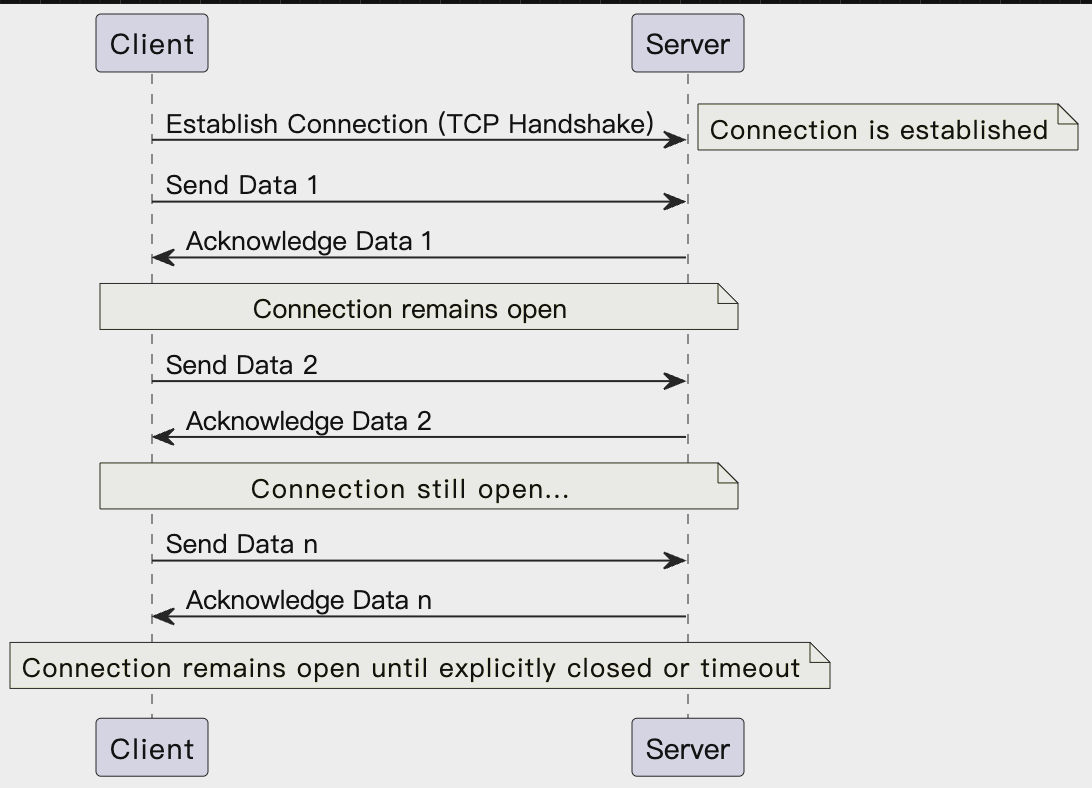 Client
Server
Establish Connection (TCP Handshake)
Connection is established
Send Data 1
Acknowledge Data 1
Connection remains open
Send Data 2
Acknowledge Data 2
Connection still open...
Send Data n
Acknowledge Data n
Connection remains open until explicitly closed or timeout
Client
Server